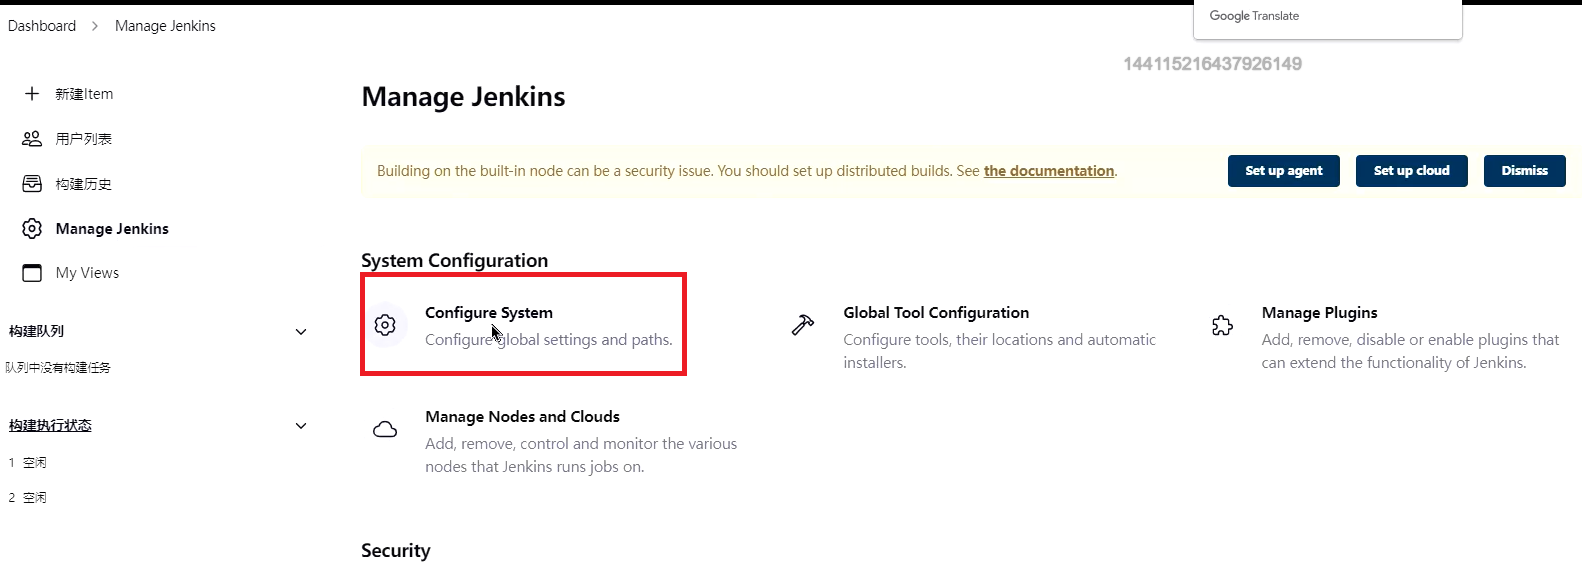 Google Translate
Dashboard > Manage Jenkins
144115216437926149
新建Item
用户列表
构建历史
Manage Jenkins
My Views
构建队列
队列中没有构建任务
构建执行状态
1 空闲
2 空闲
Manage Jenkins
Building on the built-in node can be a security issue. You should set up distributed builds. See the documentation.
Set up agent
Set up cloud
Dismiss
System Configuration
Configure System
Configure global settings and paths.
Global Tool Configuration
Configure tools, their locations and automatic
installers.
Manage Plugins
Add, remove, disable or enable plugins that
can extend the functionality of Jenkins.
Manage Nodes and Clouds
Add, remove, control and monitor the various
nodes that Jenkins runs jobs on.
Security